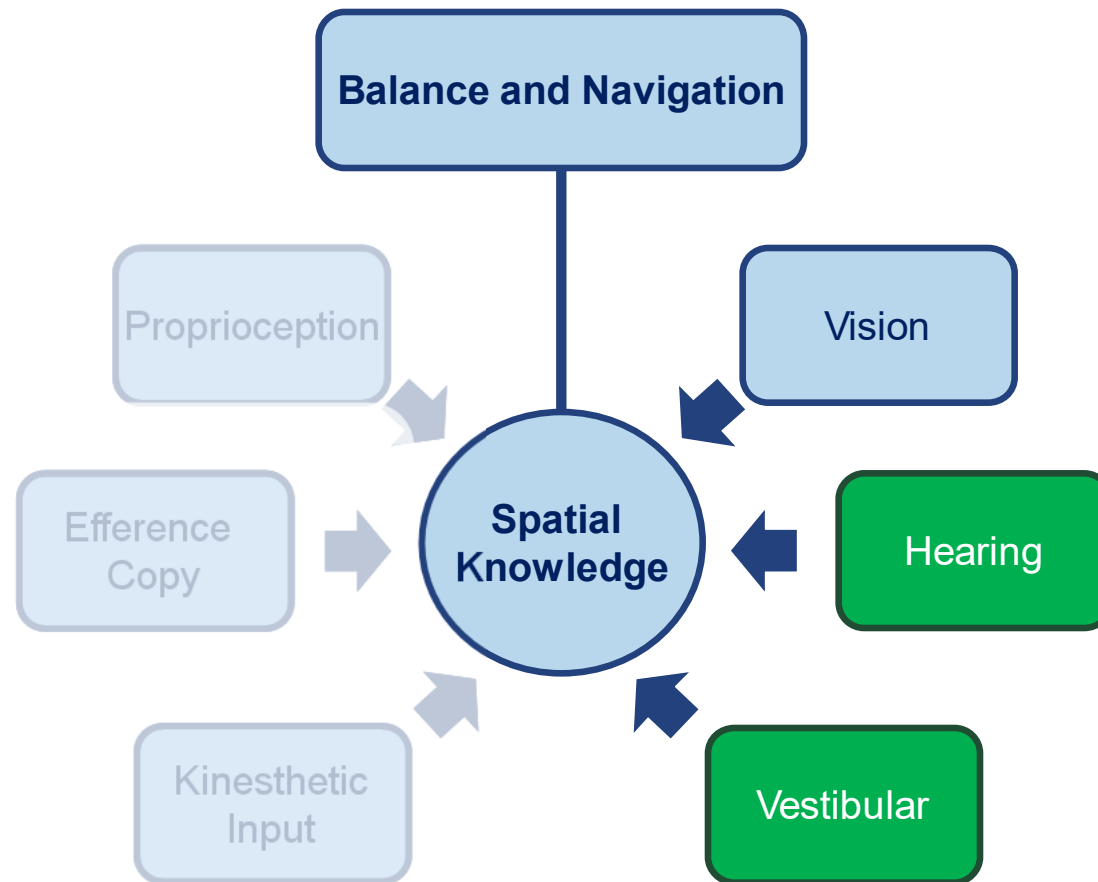 Balance and Navigation
Proprioception
Vision
Efference
Copy
Spatial
Knowledge
Hearing
Kinesthetic
Input
Vestibular